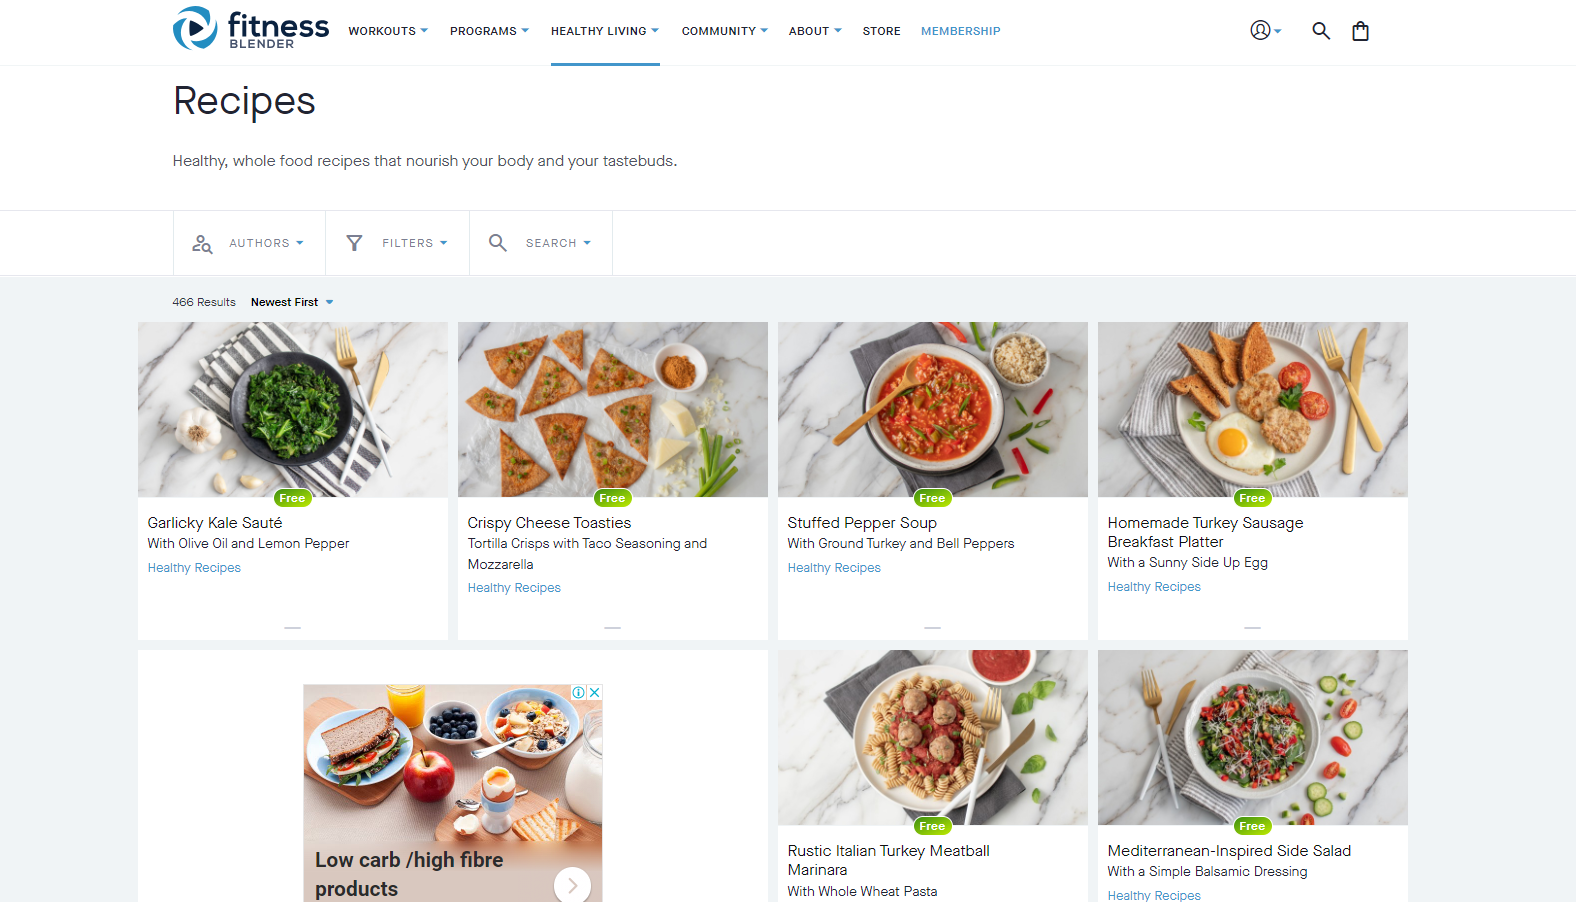 fitness
BLENDER
WORKOUTS
PROGRAMS
HEALTHY LIVING
COMMUNITY
ABOUT
STORE
MEMBERSHIP
Recipes
Healthy, whole food recipes that nourish your body and your tastebuds.
AUTHORS
FILTERS
SEARCH
466 Results
Newest First
Free
Garlicky Kale Sauté
With Olive Oil and Lemon Pepper
Healthy Recipes
Free
Crispy Cheese Toasties
Tortilla Crisps with Taco Seasoning and
Mozzarella
Healthy Recipes
Free
Stuffed Pepper Soup
With Ground Turkey and Bell Peppers
Healthy Recipes
Free
Homemade Turkey Sausage
Breakfast Platter
With a Sunny Side Up Egg
Healthy Recipes
Low carb /high fibre
products
Free
Rustic Italian Turkey Meatball
Marinara
With Whole Wheat Pasta
Free
Mediterranean-Inspired Side Salad
With a Simple Balsamic Dressing
Healthy Recipes